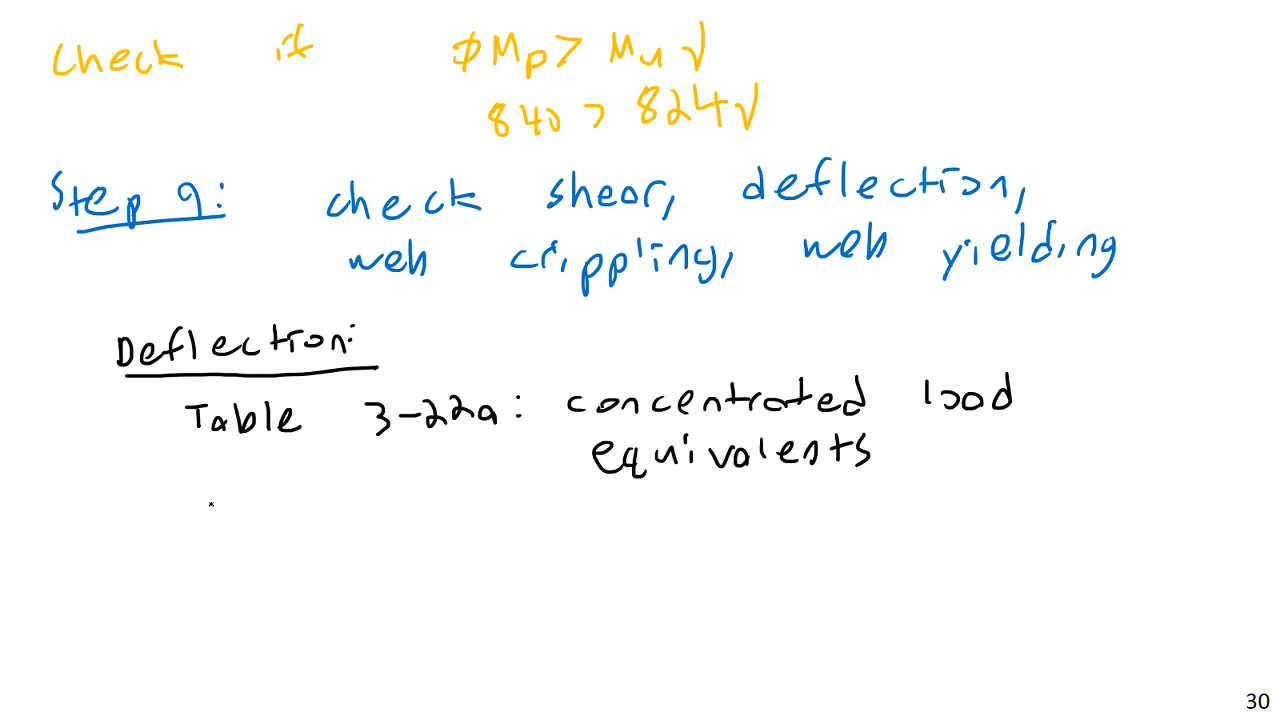 Check if ϕMp > Mu √
840 > 824 √
Step 9: check shear, deflection,
web crippling, web yielding
Deflection:
Table 3-22a: concentrated load
equivalents
30